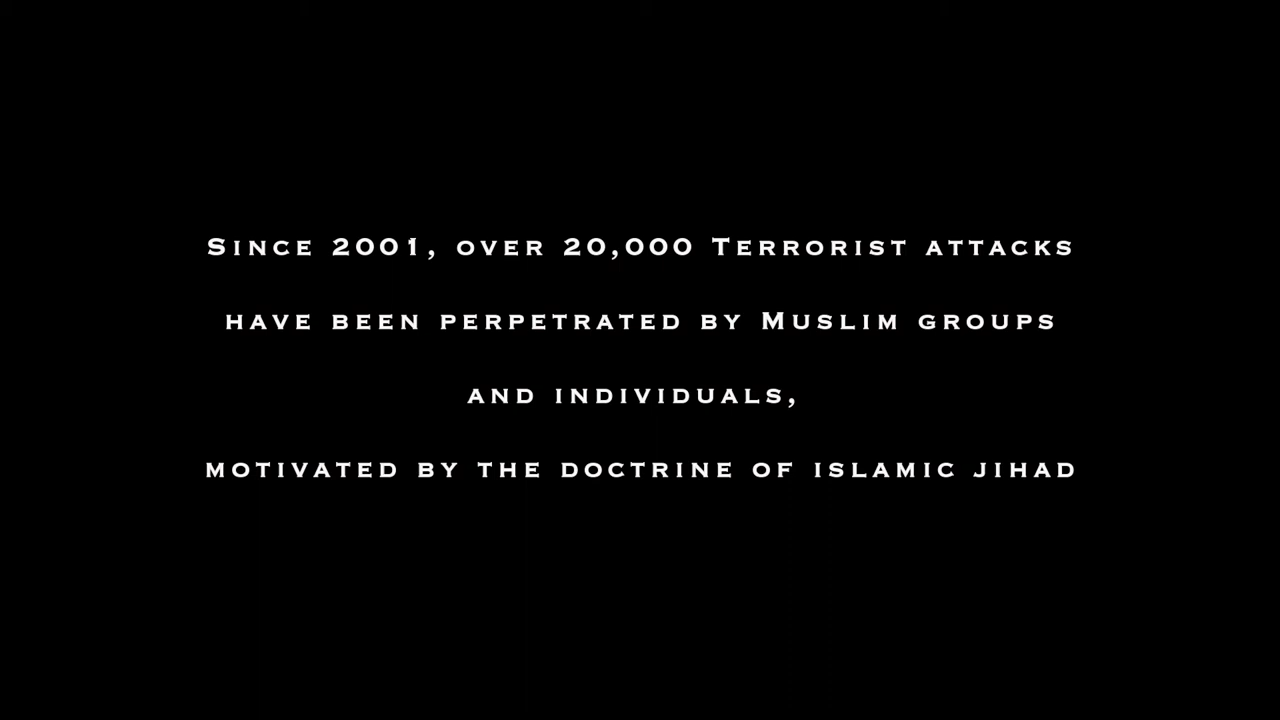 Since 2001, over 20,000 Terrorist attacks
have been perpetrated by Muslim groups
and individuals,
motivated by the doctrine of islamic jihad